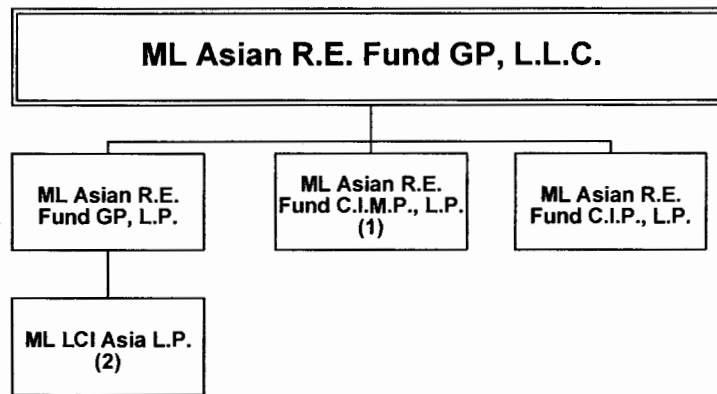 ML Asian R.E. Fund GP, L.L.C.
ML Asian R.E.
Fund GP, L.P.
ML Asian R.E.
Fund C.I.M.P., L.P.
(1)
ML Asian R.E.
Fund C.I.P., L.P.
ML LCI Asia L.P.
(2)